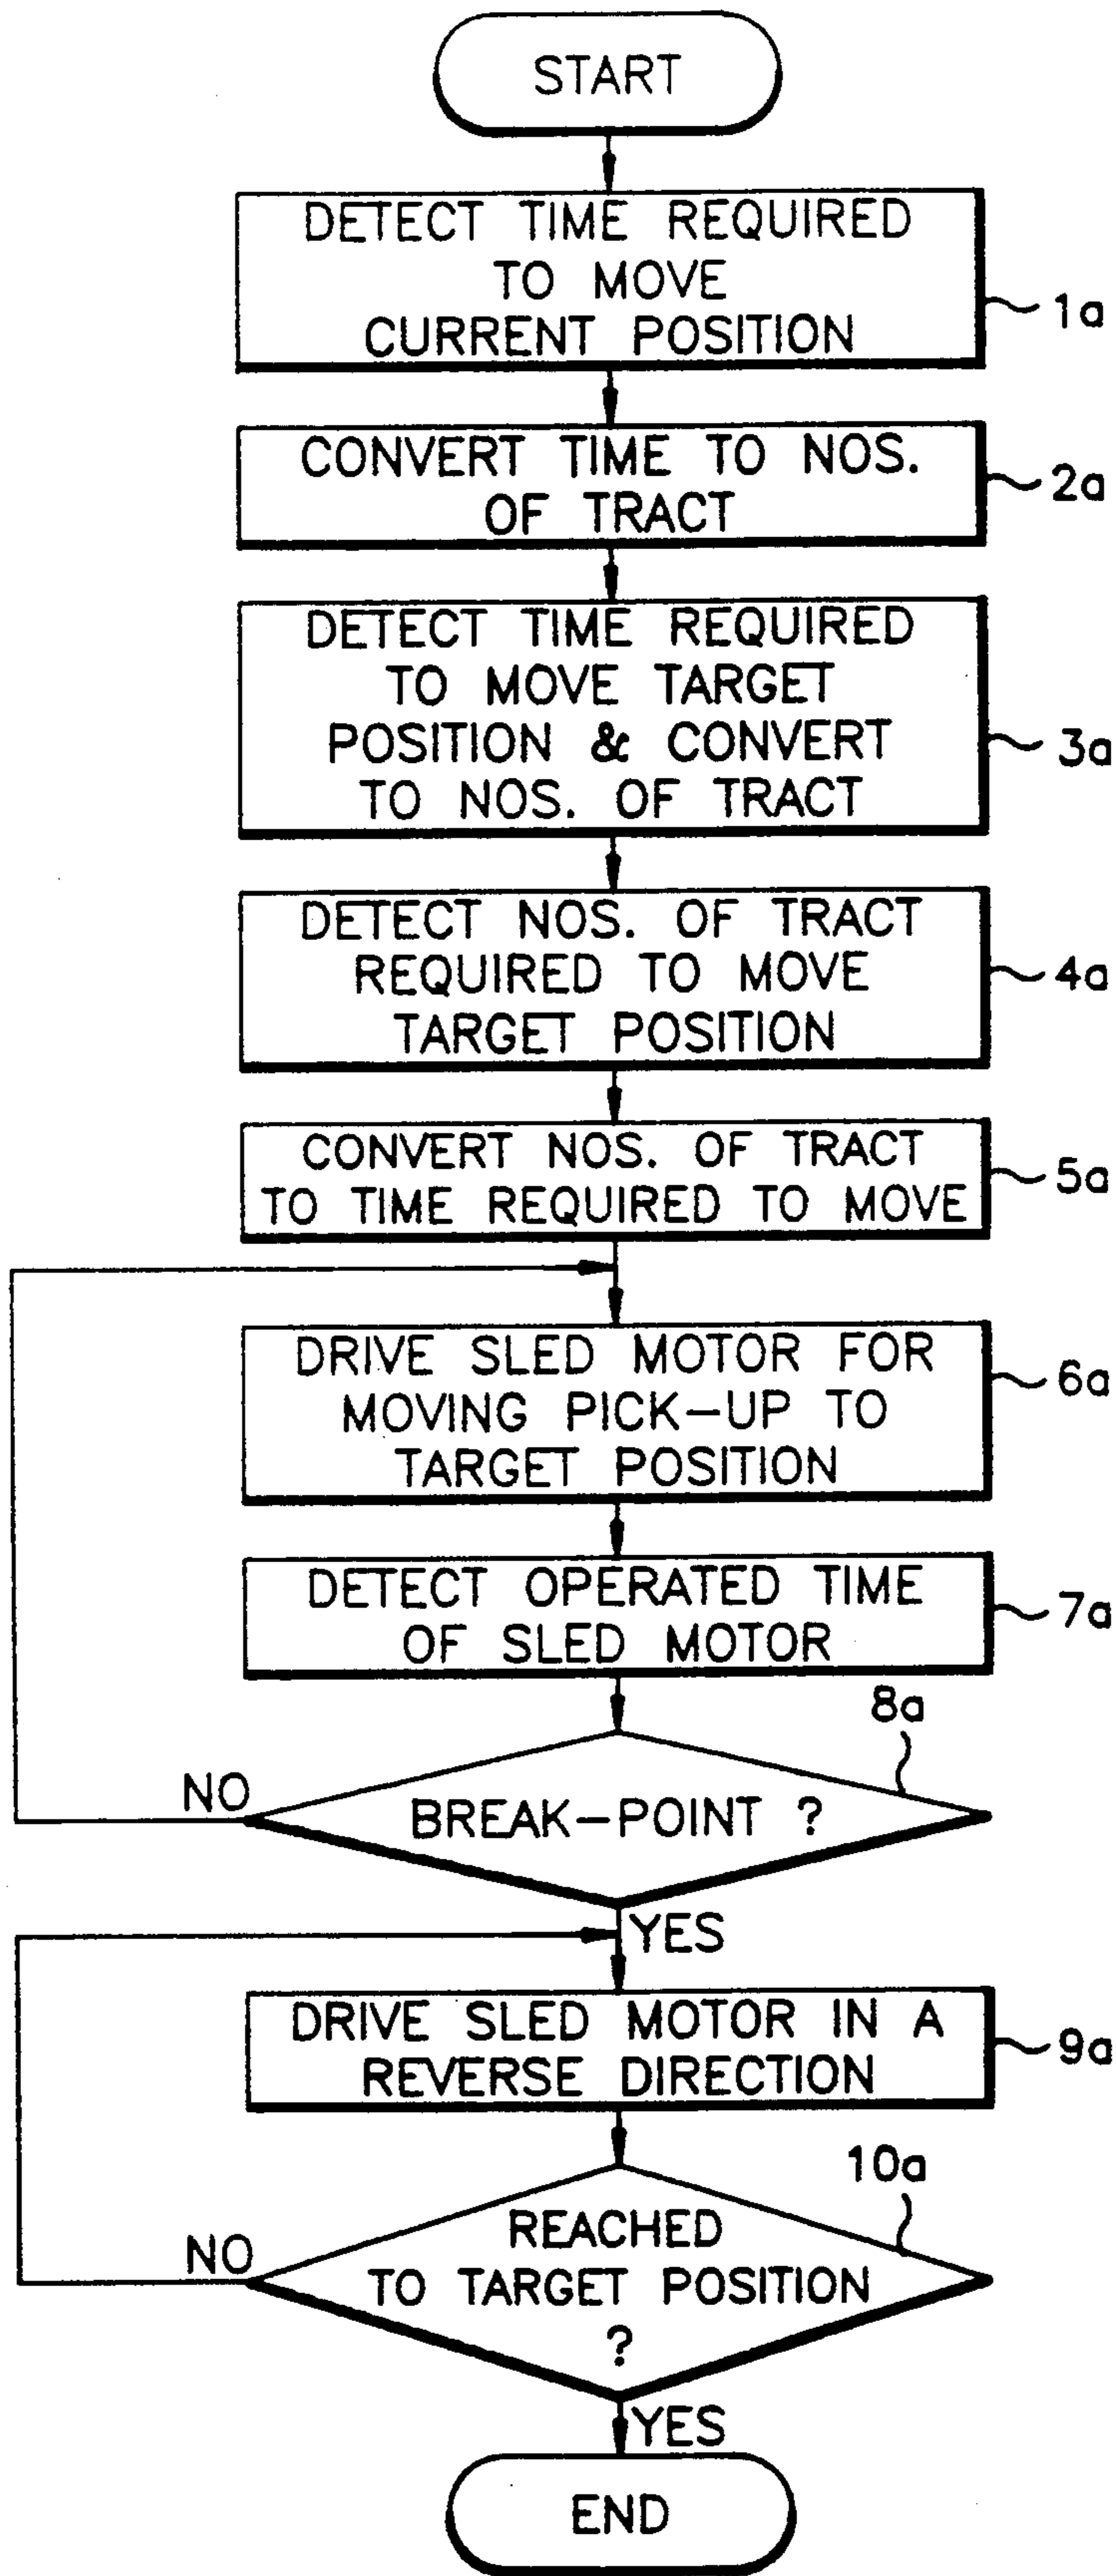 START
DETECT TIME REQUIRED
TO MOVE
CURRENT POSITION
1a
CONVERT TIME TO NOS.
OF TRACT
2a
DETECT TIME REQUIRED
TO MOVE TARGET
POSITION & CONVERT
TO NOS. OF TRACT
3a
DETECT NOS. OF TRACT
REQUIRED TO MOVE
TARGET POSITION
4a
CONVERT NOS. OF TRACT
TO TIME REQUIRED TO MOVE
5a
DRIVE SLED MOTOR FOR
MOVING PICK-UP TO
TARGET POSITION
6a
DETECT OPERATED TIME
OF SLED MOTOR
7a
8a
NO
BREAK-POINT ?
YES
DRIVE SLED MOTOR IN A
REVERSE DIRECTION
9a
10a
NO
REACHED
TO TARGET POSITION
?
YES
END